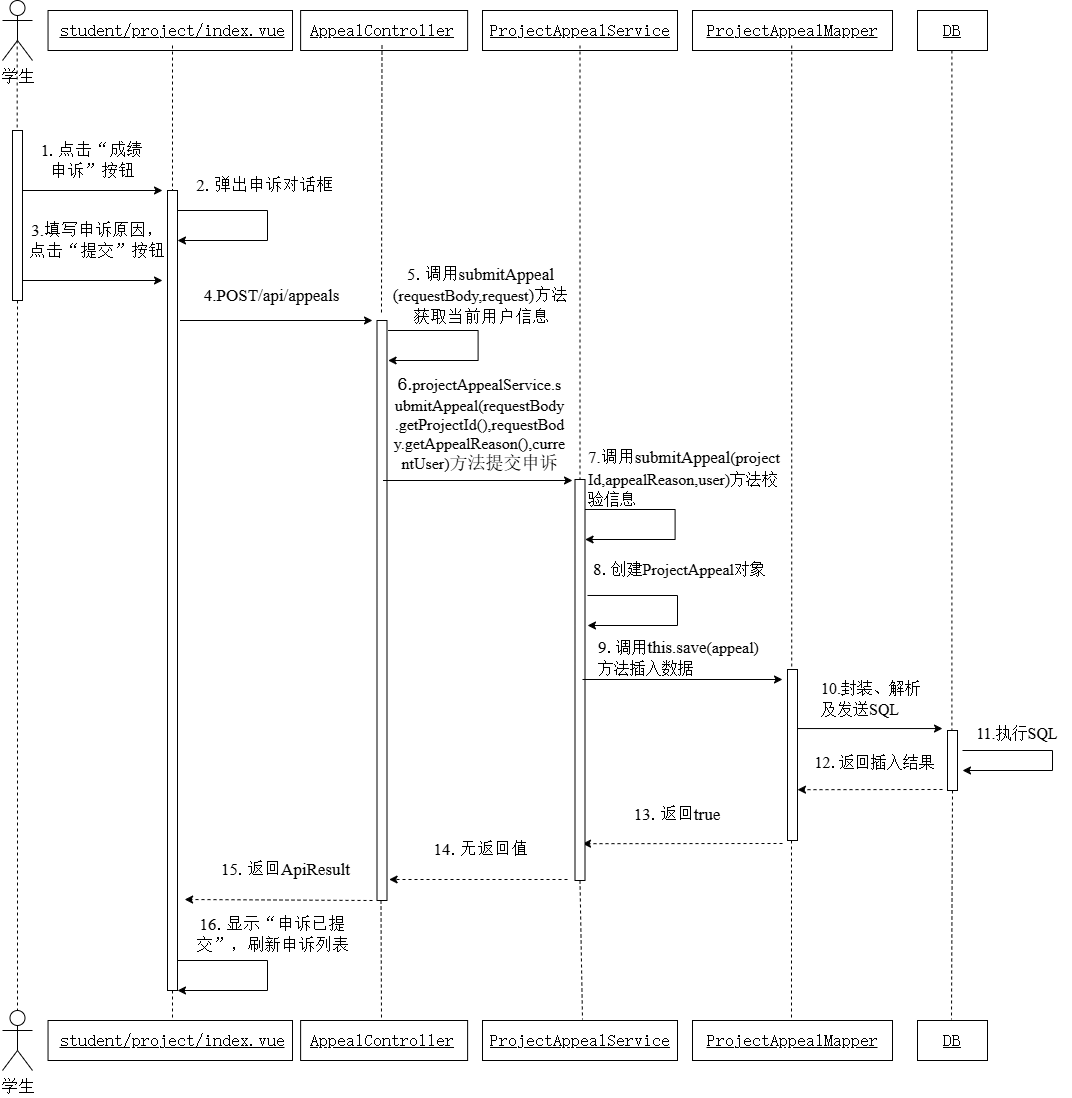 student/project/index.vue
AppealController
ProjectAppealService
ProjectAppealMapper
DB
学生
1. 点击“成绩
申诉”按钮
2. 弹出申诉对话框
3.填写申诉原因，
点击“提交”按钮
4.POST/api/appeals
5. 调用submitAppeal
(requestBody,request)方法
获取当前用户信息
6.projectAppealService.s
ubmitAppeal(requestBody
.getProjectId(),requestBod
y.getAppealReason(),curre
ntUser)方法提交申诉
7.调用submitAppeal(project
Id,appealReason,user)方法校
验信息
8. 创建ProjectAppeal对象
9. 调用this.save(appeal)
方法插入数据
10.封装、解析
及发送SQL
11.执行SQL
12. 返回插入结果
13. 返回true
14. 无返回值
15. 返回ApiResult
16. 显示“申诉已提
交”，刷新申诉列表
student/project/index.vue
AppealController
ProjectAppealService
ProjectAppealMapper
DB
学生